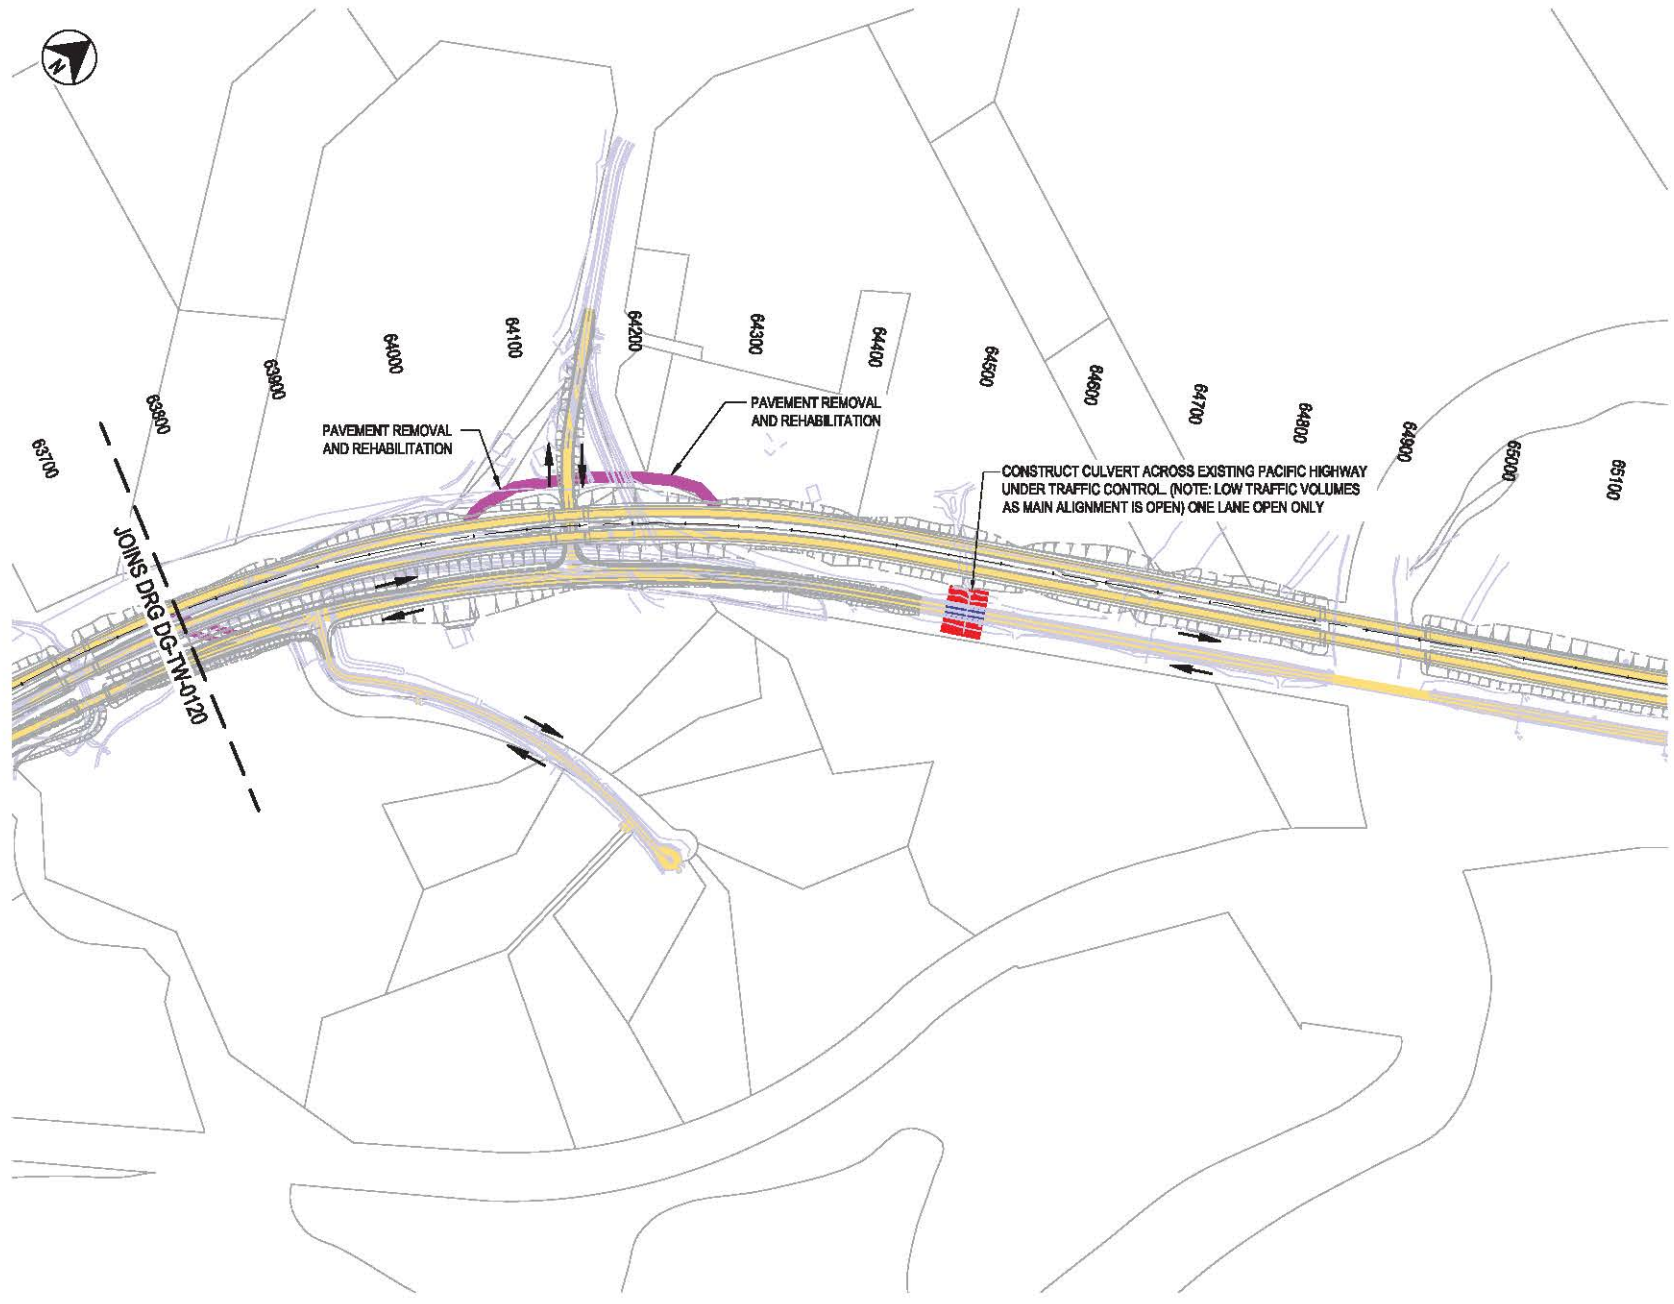 N
63700
63800
63900
64000
64100
64200
64300
64400
64500
64600
64700
64800
64900
65000
65100
PAVEMENT REMOVAL
AND REHABILITATION
PAVEMENT REMOVAL
AND REHABILITATION
CONSTRUCT CULVERT ACROSS EXISTING PACIFIC HIGHWAY
UNDER TRAFFIC CONTROL. (NOTE: LOW TRAFFIC VOLUMES
AS MAIN ALIGNMENT IS OPEN) ONE LANE OPEN ONLY
JOINS DRG DG-TW-0120